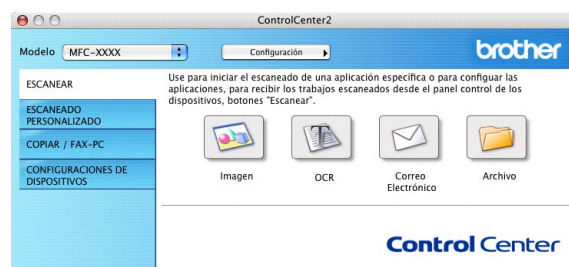 ControlCenter2
Modelo MFC-XXXX Configuración brother
ESCANEAR
Use para iniciar el escaneado de una aplicación específica o para configuar las
aplicaciones, para recibir los trabajos escaneados desde el panel control de los
dispositivos, botones "Escanear".
ESCANEADO
PERSONALIZADO
COPIAR / FAX-PC
CONFIGURACIONES DE
DISPOSITIVOS
Imagen OCR Correo
Electrónico Archivo
Control Center